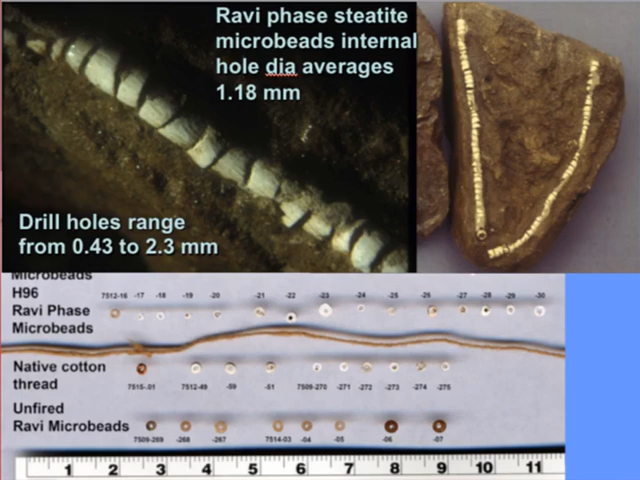 Ravi phase steatite
microbeads internal
hole dia averages
1.18 mm
Drill holes range
from 0.43 to 2.3 mm
Microbeads
H96
Ravi Phase
Microbeads
7512-16 -17 -18 -19 -20 -21 -22 -23 -24 -25 -26 -27 -28 -29 -30
Native cotton
thread
7515-01 7512-49 -59 -51 7509-270 -271 -272 -273 -274 -275
Unfired
Ravi Microbeads
7509-269 -268 -267 7514-03 -04 -05 -06 -07
1 2 3 4 5 6 7 8 9 10 11